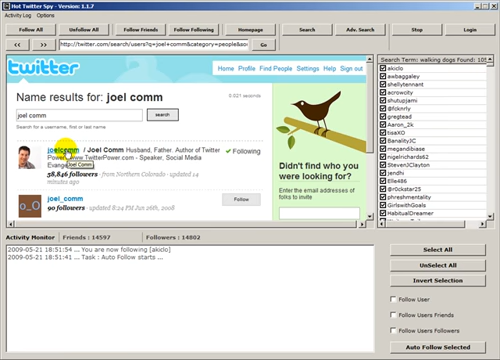 Hot Twitter Spy - Version: 1.1.7
Activity Log Options
Follow All Unfollow All Follow Friends Follow Following Homepage Search Adv. Search Stop Login
<< >> http://twitter.com/search/users?q=joel+comm&category=people&sou Go
twitter
Home Profile Find People Settings Help Sign out
Name results for: joel comm
0.021 seconds
joel comm search
Search for a username, first or last name
joelcomm / Joel Comm Husband, Father. Author of Twitter
Power, www.TwitterPower.com - Speaker, Social Media
Evange
Joel Comm
Following
58,846 followers - from Northern Colorado - updated 14
minutes ago
joel_comm
90 followers - updated 9:24 PM Jun 26th, 2008
Follow
Didn't find who you
were looking for?
Enter the email addresses of folks
to invite
Search Term: walking dogs Found: 105
akiclo
awbaggaley
shellytennant
acrowcity
shutupjami
@fcknrly
gregtead
Aaron_2k
tisaXO
BanalityJC
megandibase
nigelrichard62
StevenGJones
jendhi
Elle486
@r0ckstar25
phreshmentality
GirlswithGoals
HabitualDreamer
Activity Monitor Friends : 14597 Followers : 14802
2009-05-21 18:51:54 ... You are now following [akiclo]
2009-05-21 18:51:41 ... Task : Auto Follow starts ...
Select All
UnSelect All
Invert Selection
Follow User
Follow Users Friends
Follow Users Followers
Auto Follow Selected